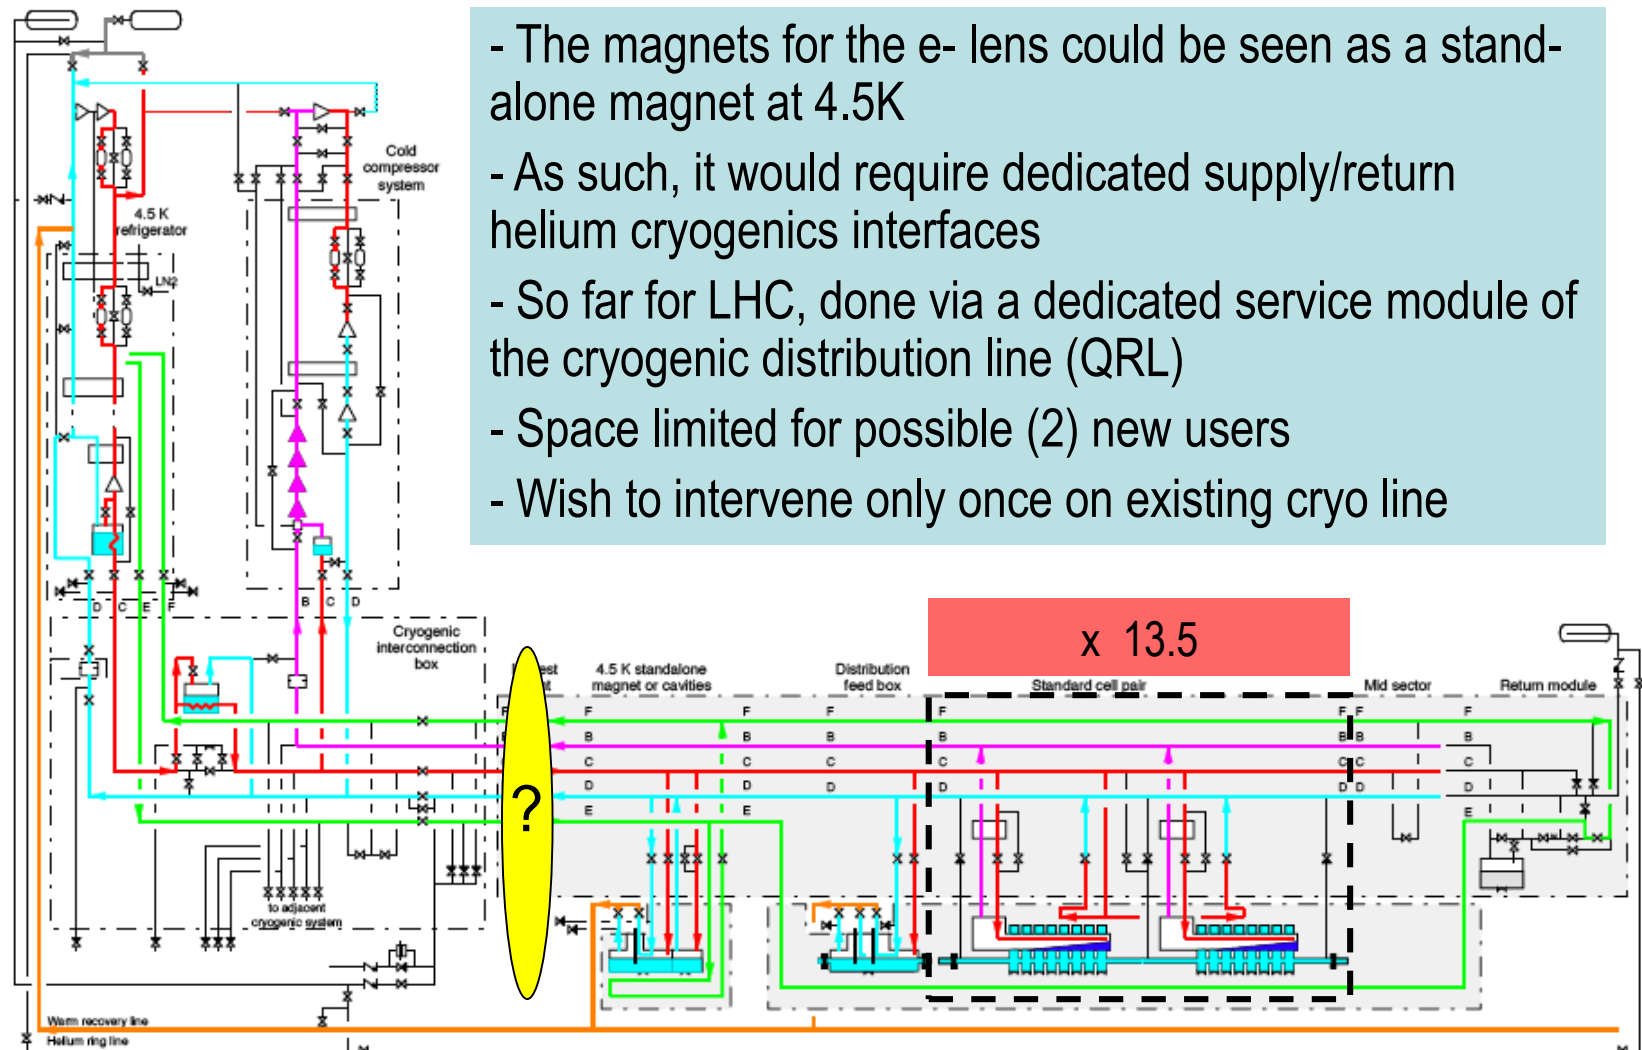 - The magnets for the e- lens could be seen as a stand-
alone magnet at 4.5K
- As such, it would require dedicated supply/return
helium cryogenics interfaces
- So far for LHC, done via a dedicated service module of
the cryogenic distribution line (QRL)
- Space limited for possible (2) new users
- Wish to intervene only once on existing cryo line
Cold
compressor
system
4.5 K
refrigerator
LN2
D C E F
B C D
Cryogenic
interconnection
box
to adjacent
cryogenic system
x 13.5
?
4.5 K standalone
magnet or cavities
Distribution
feed box
Standard cell pair
Mid sector
Return module
F F F F F F F
B B B B B B B
C C C C C C C
D D D D D D D
E E E
Warm recovery line
Helium ring line